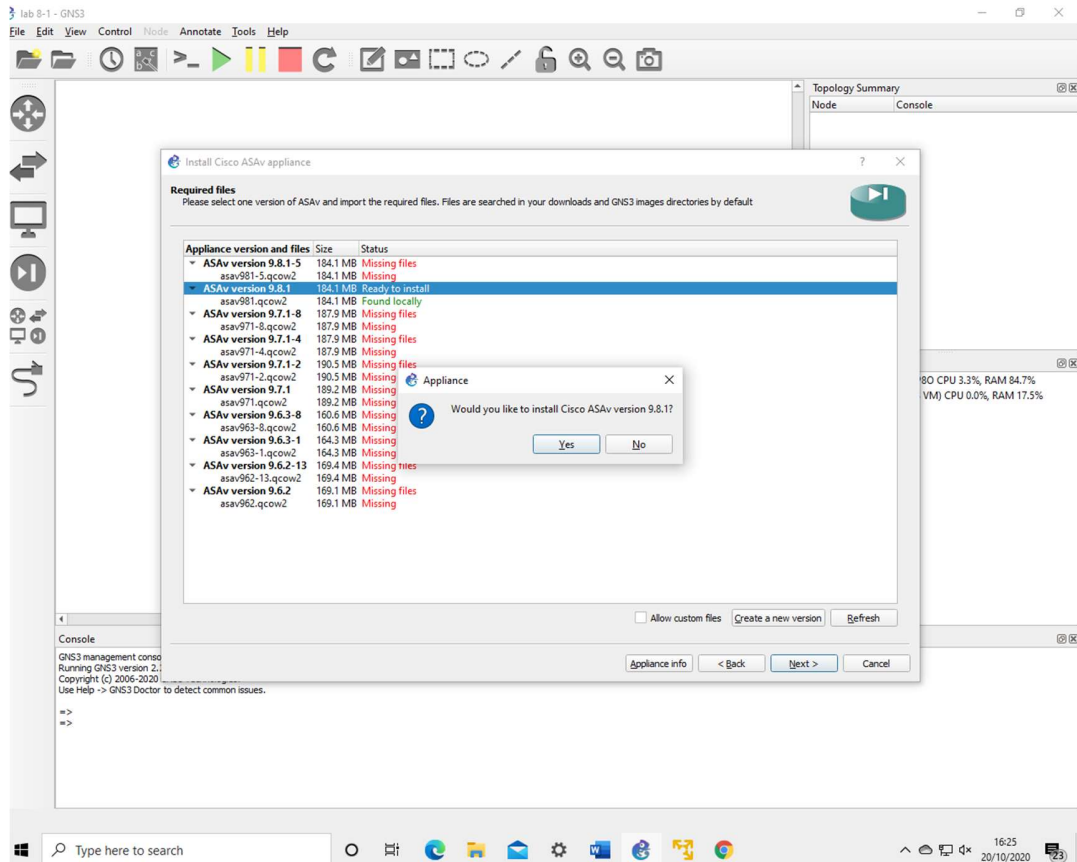 lab 8-1 - GNS3
File Edit View Control Node Annotate Tools Help
Topology Summary
Node Console
Install Cisco ASAv appliance
Required files
Please select one version of ASAv and import the required files. Files are searched in your downloads and GNS3 images directories by default
Appliance version and files Size Status
ASAv version 9.8.1-5 184.1 MB Missing files
asav981-5.qcow2 184.1 MB Missing
ASAv version 9.8.1 184.1 MB Ready to install
asav981.qcow2 184.1 MB Found locally
ASAv version 9.7.1-8 187.9 MB Missing files
asav971-8.qcow2 187.9 MB Missing
ASAv version 9.7.1-4 187.9 MB Missing files
asav971-4.qcow2 187.9 MB Missing
ASAv version 9.7.1-2 190.5 MB Missing files
asav971-2.qcow2 190.5 MB Missing
ASAv version 9.7.1 189.2 MB Missing
asav971.qcow2 189.2 MB Missing
ASAv version 9.6.3-8 160.6 MB Missing
asav963-8.qcow2 160.6 MB Missing
ASAv version 9.6.3-1 164.3 MB Missing
asav963-1.qcow2 164.3 MB Missing
ASAv version 9.6.2-13 169.4 MB Missing files
asav962-13.qcow2 169.4 MB Missing
ASAv version 9.6.2 169.1 MB Missing files
asav962.qcow2 169.1 MB Missing
Appliance
Would you like to install Cisco ASAv version 9.8.1?
Yes No
80 CPU 3.3%, RAM 84.7%
VM) CPU 0.0%, RAM 17.5%
Allow custom files Create a new version Refresh
Appliance info < Back Next > Cancel
Console
GNS3 management conso
Running GNS3 version 2.
Copyright (c) 2006-2020
Use Help -> GNS3 Doctor to detect common issues.
=>
=>
Type here to search
16:25
20/10/2020
23